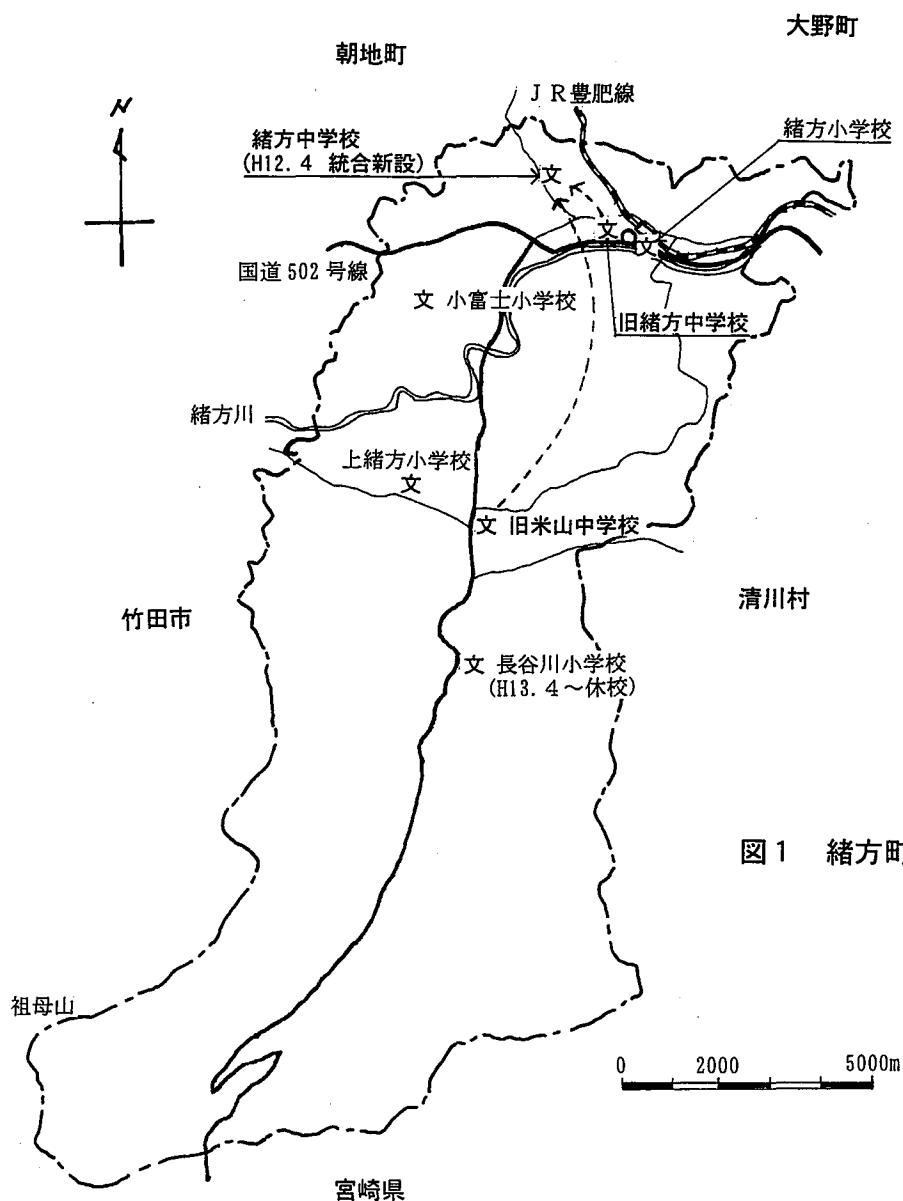 大野町
朝地町
JR豊肥線
N
緒方中学校
(H12.4 統合新設)
緒方小学校
文
文
文
国道502号線
文 小富士小学校
旧緒方中学校
緒方川
上緒方小学校
文
文 旧米山中学校
竹田市
清川村
文 長谷川小学校
(H13.4～休校)
図1 緒方町
祖母山
0 2000 5000m
宮崎県